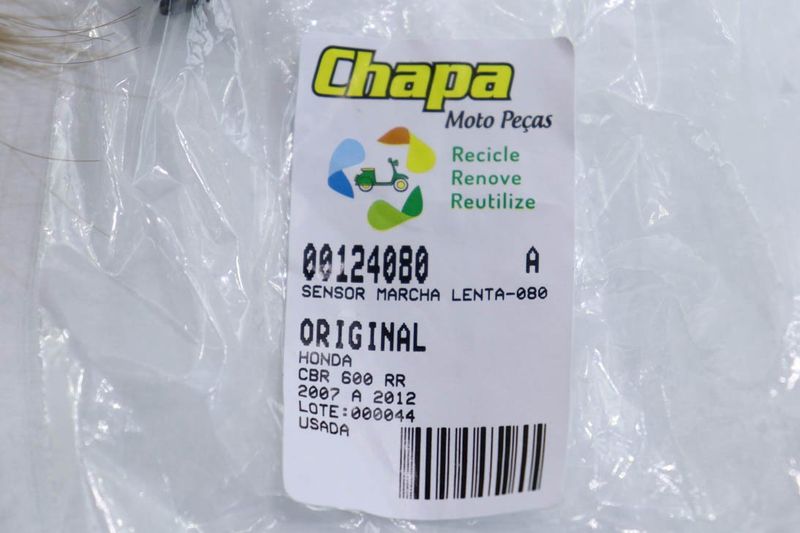 Chapa
Moto Peças
Recicle
Renove
Reutilize
00124080 A
SENSOR MARCHA LENTA-080
ORIGINAL
HONDA
CBR 600 RR
2007 A 2012
LOTE:000044
USADA